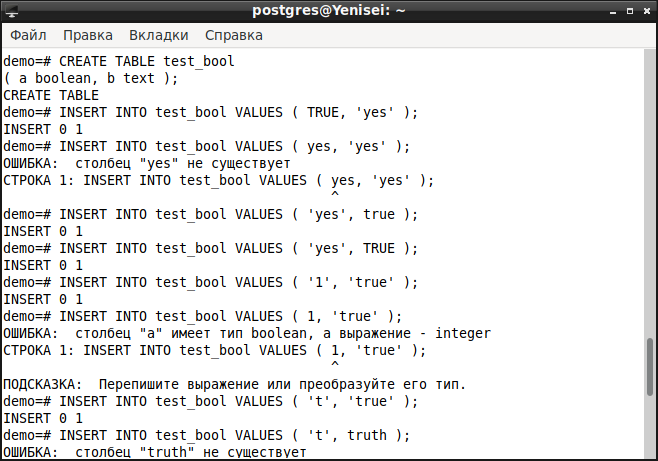 postgres@Yenisei: ~
Файл Правка Вкладки Справка
demo=# CREATE TABLE test_bool
( a boolean, b text );
CREATE TABLE
demo=# INSERT INTO test_bool VALUES ( TRUE, 'yes' );
INSERT 0 1
demo=# INSERT INTO test_bool VALUES ( yes, 'yes' );
ОШИБКА:  столбец "yes" не существует
СТРОКА 1: INSERT INTO test_bool VALUES ( yes, 'yes' );
                                         ^
demo=# INSERT INTO test_bool VALUES ( 'yes', true );
INSERT 0 1
demo=# INSERT INTO test_bool VALUES ( 'yes', TRUE );
INSERT 0 1
demo=# INSERT INTO test_bool VALUES ( '1', 'true' );
INSERT 0 1
demo=# INSERT INTO test_bool VALUES ( 1, 'true' );
ОШИБКА:  столбец "a" имеет тип boolean, а выражение - integer
СТРОКА 1: INSERT INTO test_bool VALUES ( 1, 'true' );
                                         ^
ПОДСКАЗКА:  Перепишите выражение или преобразуйте его тип.
demo=# INSERT INTO test_bool VALUES ( 't', 'true' );
INSERT 0 1
demo=# INSERT INTO test_bool VALUES ( 't', truth );
ОШИБКА:  столбец "truth" не существует